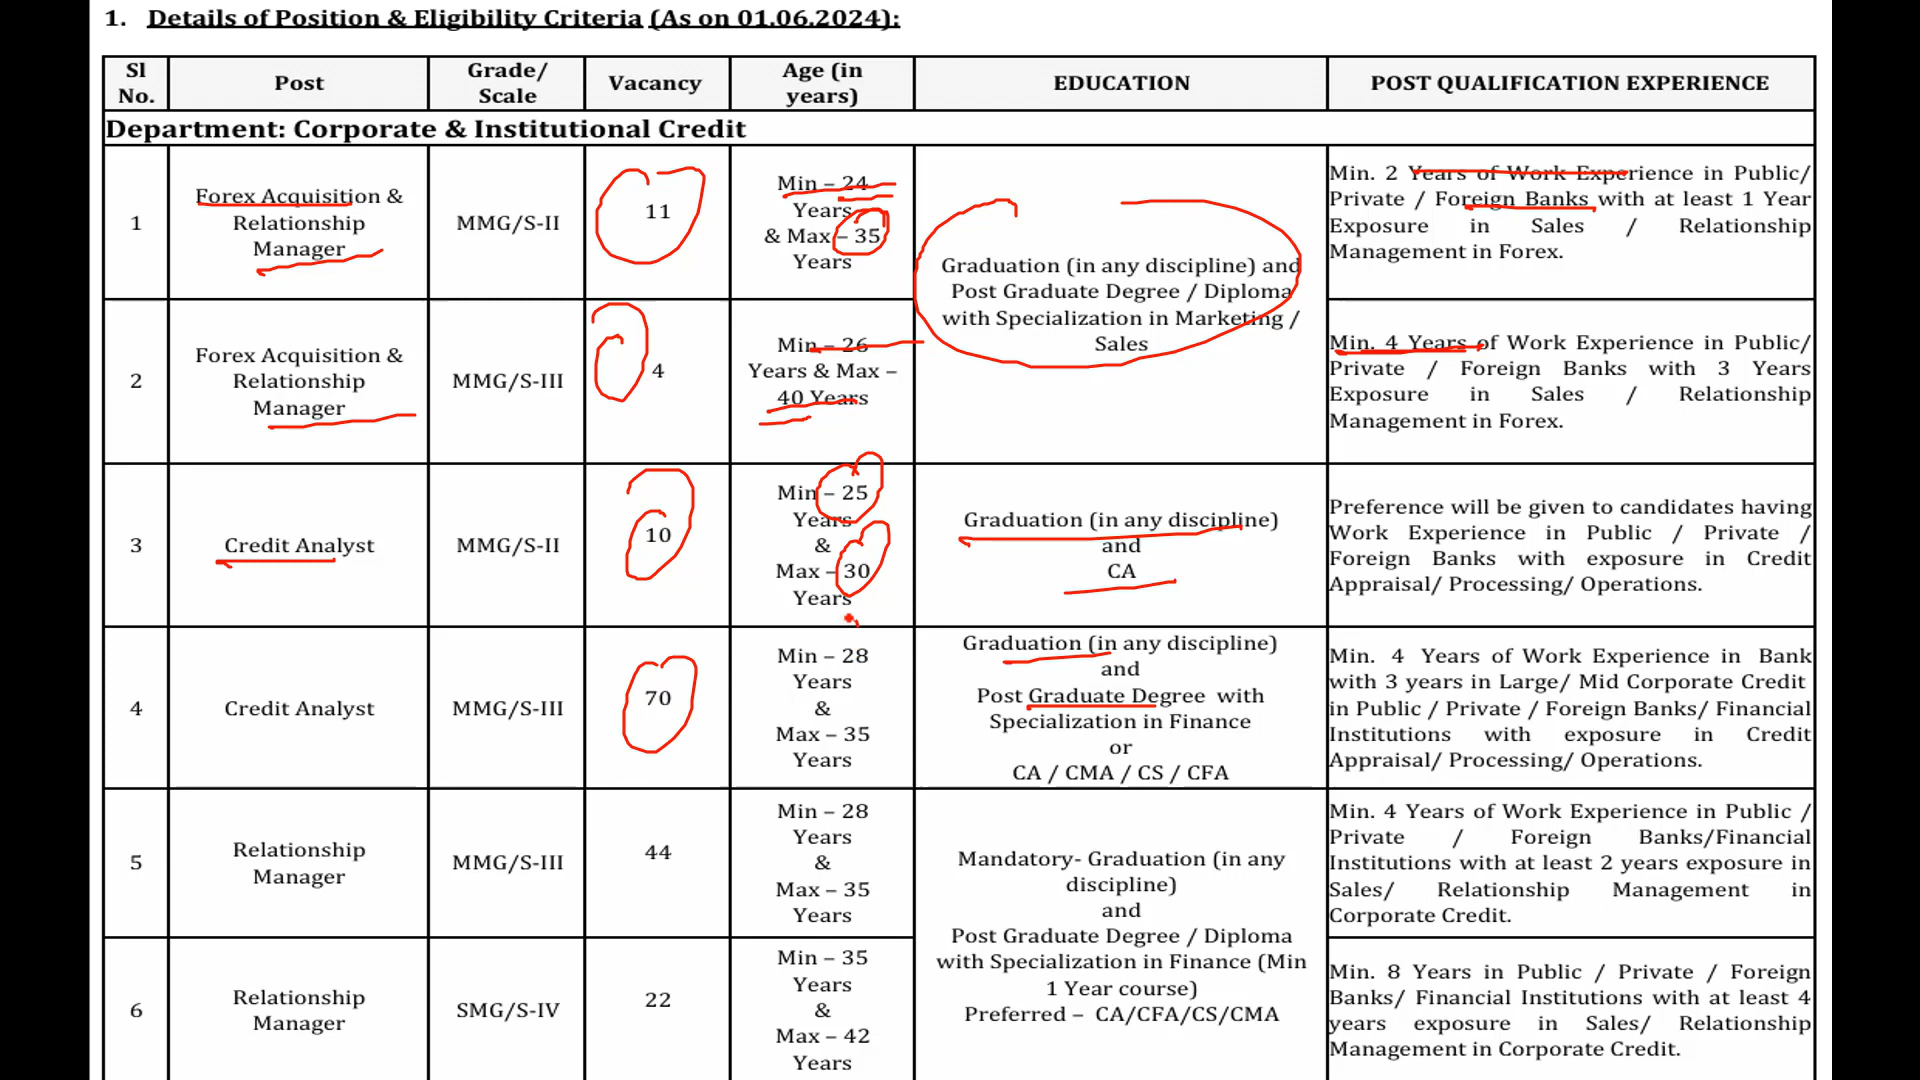 1. Details of Position & Eligibility Criteria (As on 01.06.2024):
Sl No.
Post
Grade/ Scale
Vacancy
Age (in years)
EDUCATION
POST QUALIFICATION EXPERIENCE
Department: Corporate & Institutional Credit
1
Forex Acquisition &
Relationship
Manager
MMG/S-II
11
Min – 24
Years
& Max – 35
Years
Graduation (in any discipline) and
Post Graduate Degree / Diploma
with Specialization in Marketing /
Sales
Min. 2 Years of Work Experience in Public/
Private / Foreign Banks with at least 1 Year
Exposure in Sales / Relationship
Management in Forex.
2
Forex Acquisition &
Relationship
Manager
MMG/S-III
4
Min – 26
Years & Max –
40 Years
Min. 4 Years of Work Experience in Public/
Private / Foreign Banks with 3 Years
Exposure in Sales / Relationship
Management in Forex.
3
Credit Analyst
MMG/S-II
10
Min – 25
Years
&
Max – 30
Years
Graduation (in any discipline)
and
CA
Preference will be given to candidates having
Work Experience in Public / Private /
Foreign Banks with exposure in Credit
Appraisal/ Processing/ Operations.
4
Credit Analyst
MMG/S-III
70
Min – 28
Years
&
Max – 35
Years
Graduation (in any discipline)
and
Post Graduate Degree with
Specialization in Finance
or
CA / CMA / CS / CFA
Min. 4 Years of Work Experience in Bank
with 3 years in Large/ Mid Corporate Credit
in Public / Private / Foreign Banks/ Financial
Institutions with exposure in Credit
Appraisal/ Processing/ Operations.
5
Relationship
Manager
MMG/S-III
44
Min – 28
Years
&
Max – 35
Years
Mandatory- Graduation (in any
discipline)
and
Post Graduate Degree / Diploma
with Specialization in Finance (Min
1 Year course)
Preferred – CA/CFA/CS/CMA
Min. 4 Years of Work Experience in Public /
Private / Foreign Banks/Financial
Institutions with at least 2 years exposure in
Sales/ Relationship Management in
Corporate Credit.
6
Relationship
Manager
SMG/S-IV
22
Min – 35
Years
&
Max – 42
Years
Min. 8 Years in Public / Private / Foreign
Banks/ Financial Institutions with at least 4
years exposure in Sales/ Relationship
Management in Corporate Credit.